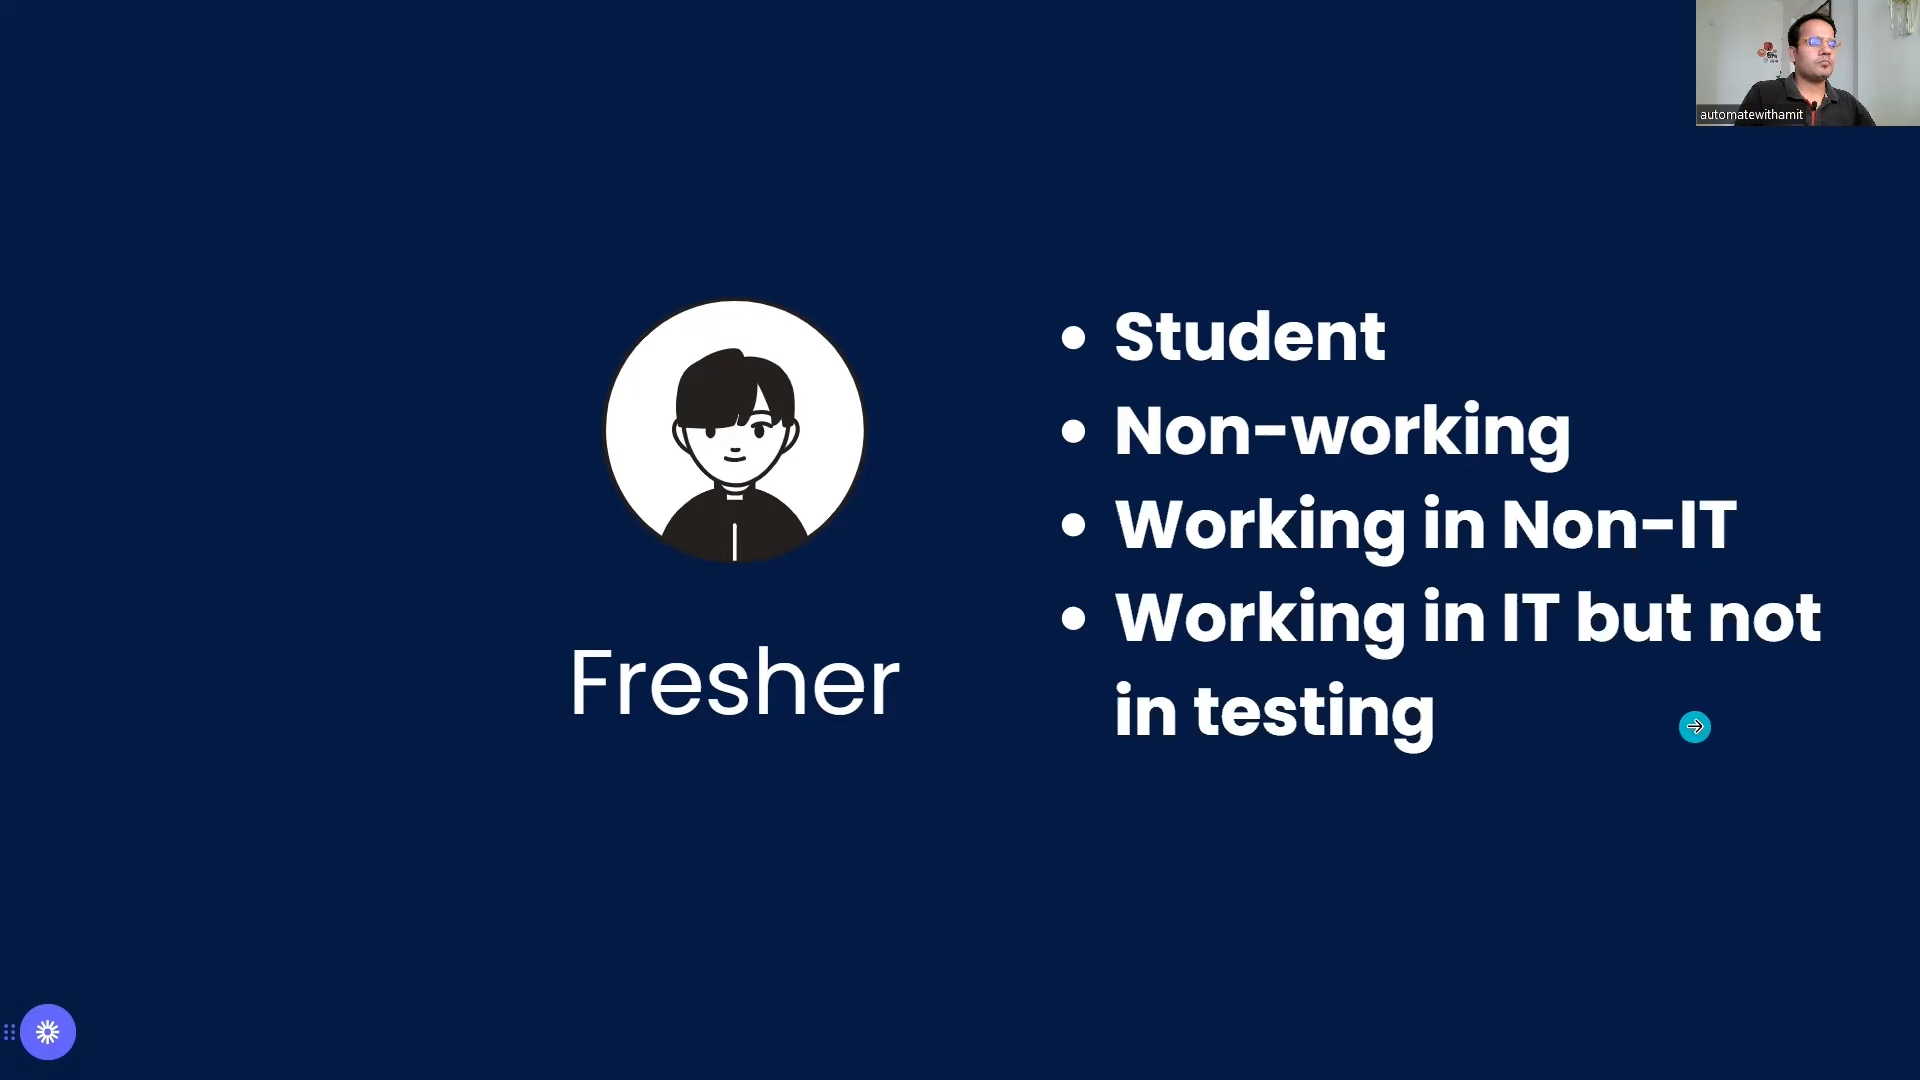 automatewithamit
Student
Non-working
Working in Non-IT
Working in IT but not
in testing
Fresher